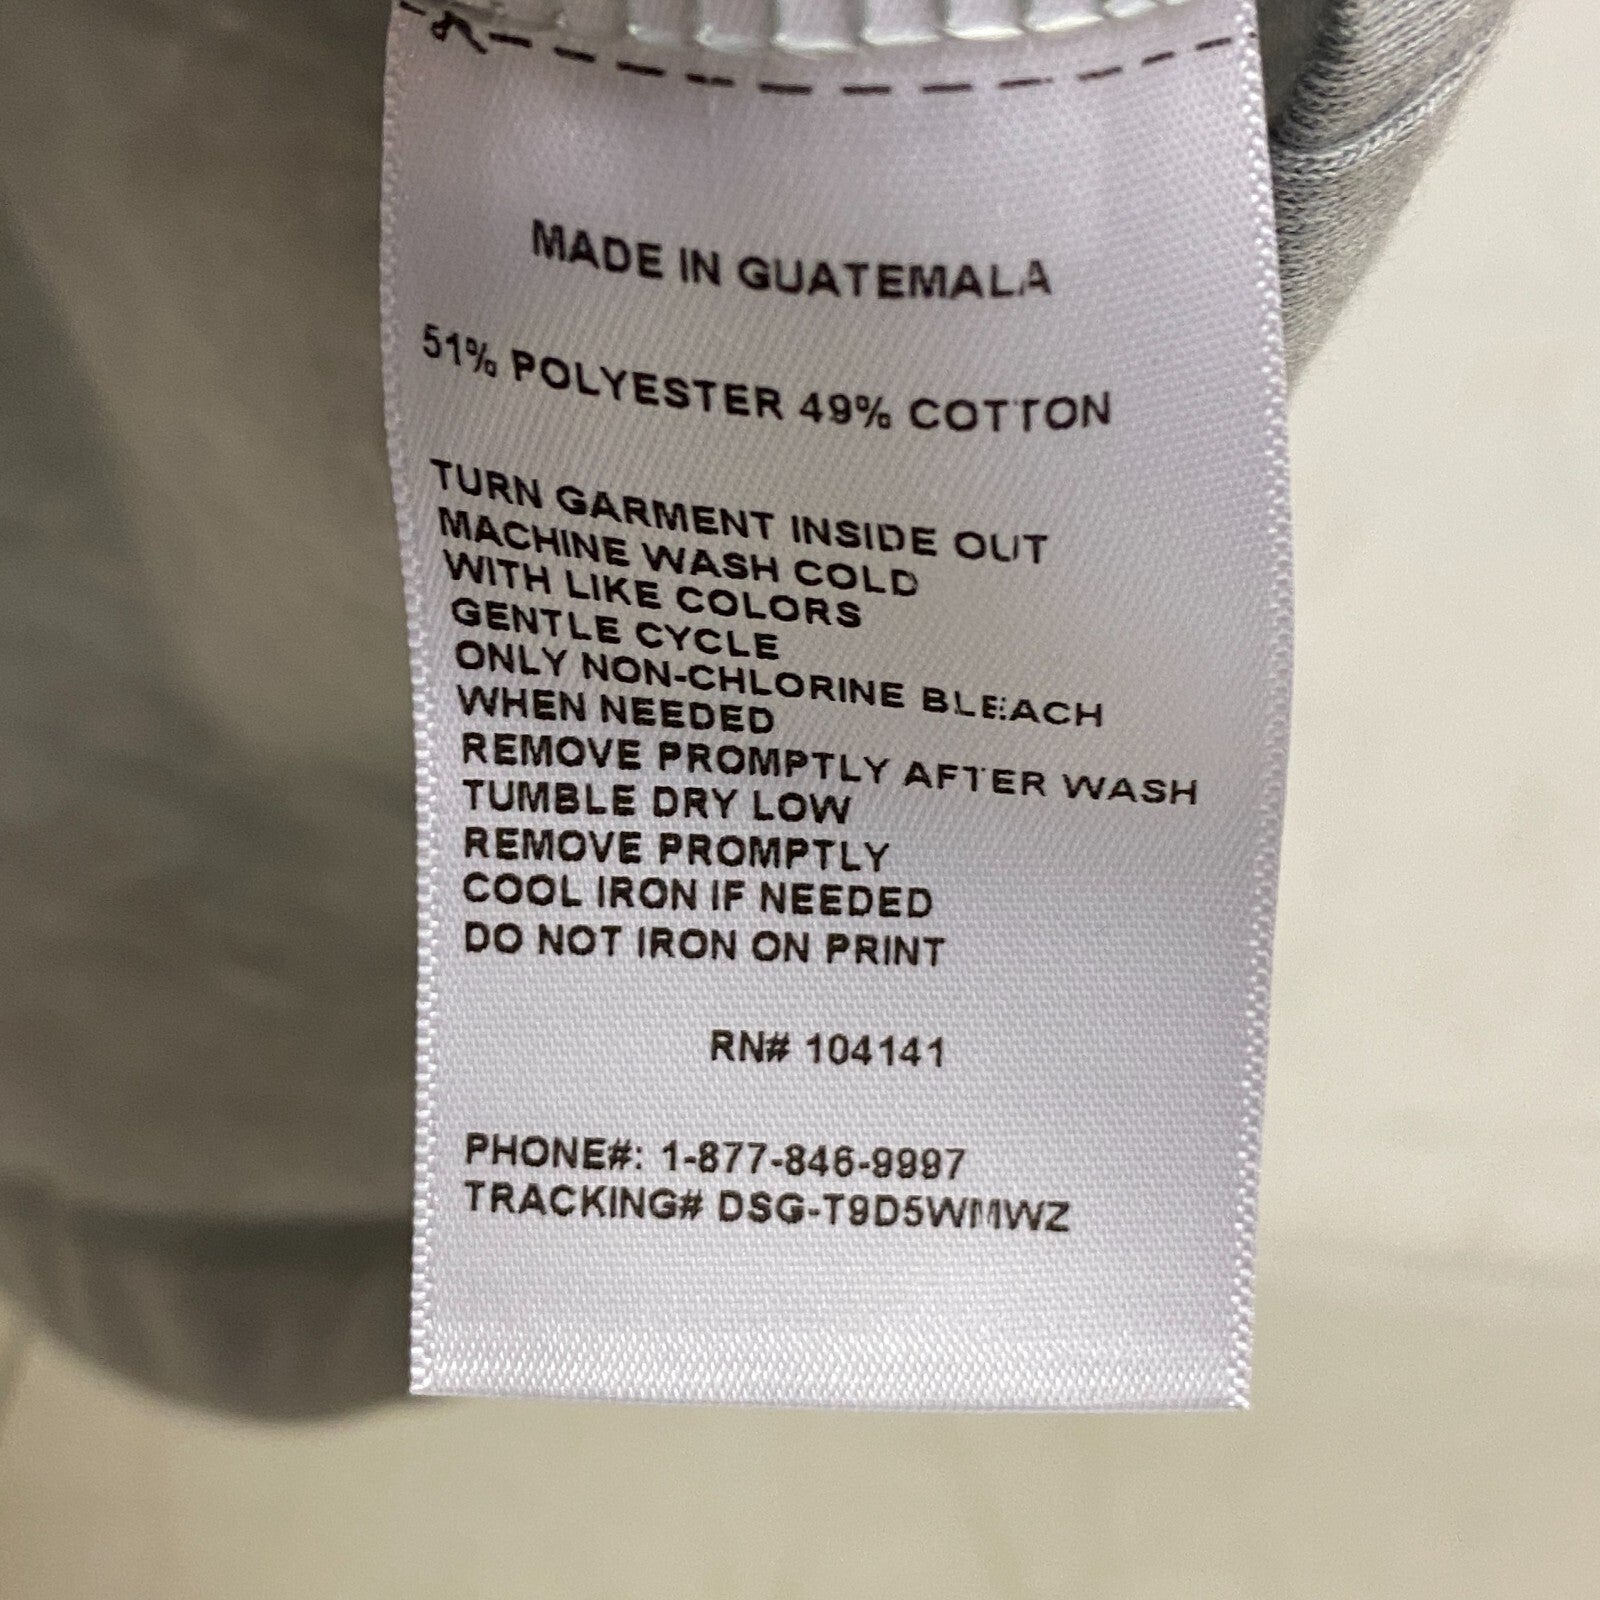 MADE IN GUATEMALA
51% POLYESTER 49% COTTON
TURN GARMENT INSIDE OUT
MACHINE WASH COLD
WITH LIKE COLORS
GENTLE CYCLE
ONLY NON-CHLORINE BLEACH
WHEN NEEDED
REMOVE PROMPTLY AFTER WASH
TUMBLE DRY LOW
REMOVE PROMPTLY
COOL IRON IF NEEDED
DO NOT IRON ON PRINT
RN# 104141
PHONE#: 1-877-846-9997
TRACKING# DSG-T9D5WMWZ